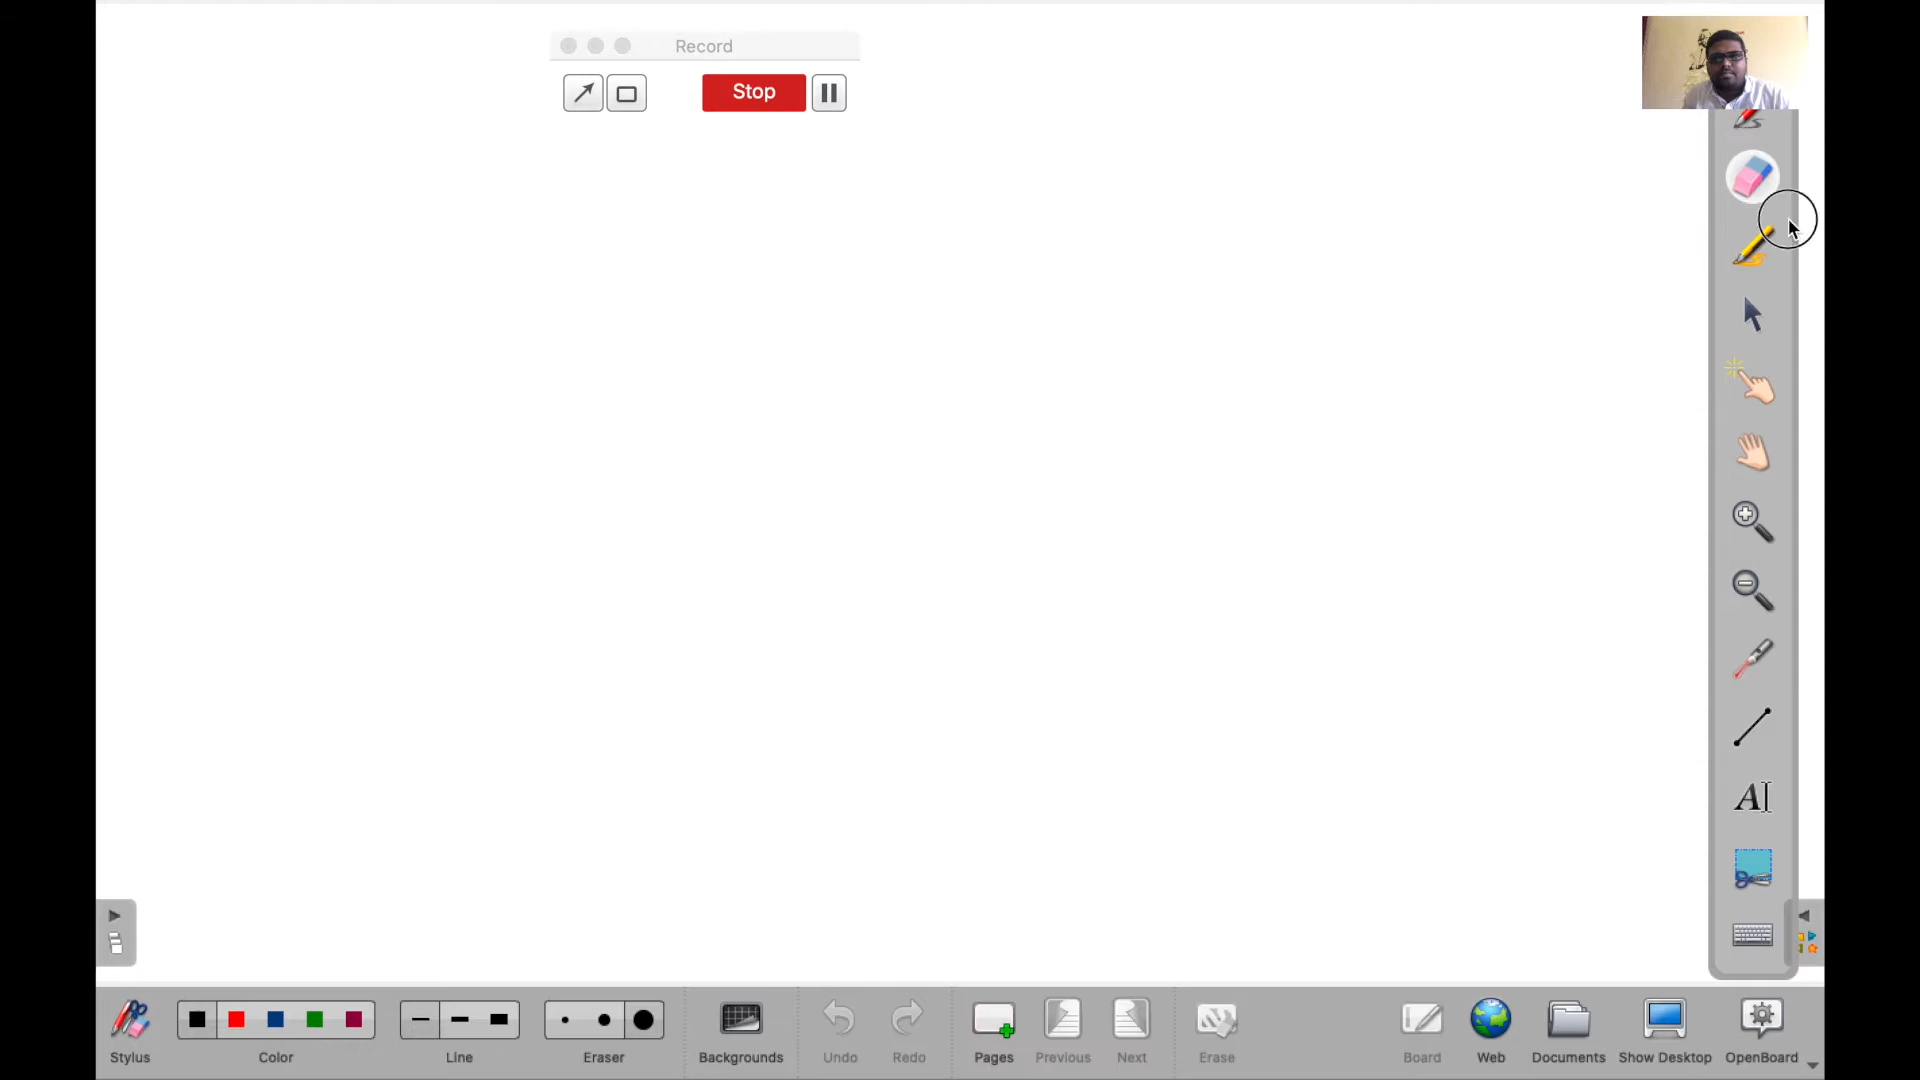 Record
Stop
AI
Stylus
Color
Line
Eraser
Backgrounds
Undo
Redo
Pages
Previous
Next
Erase
Board
Web
Documents
Show Desktop
OpenBoard